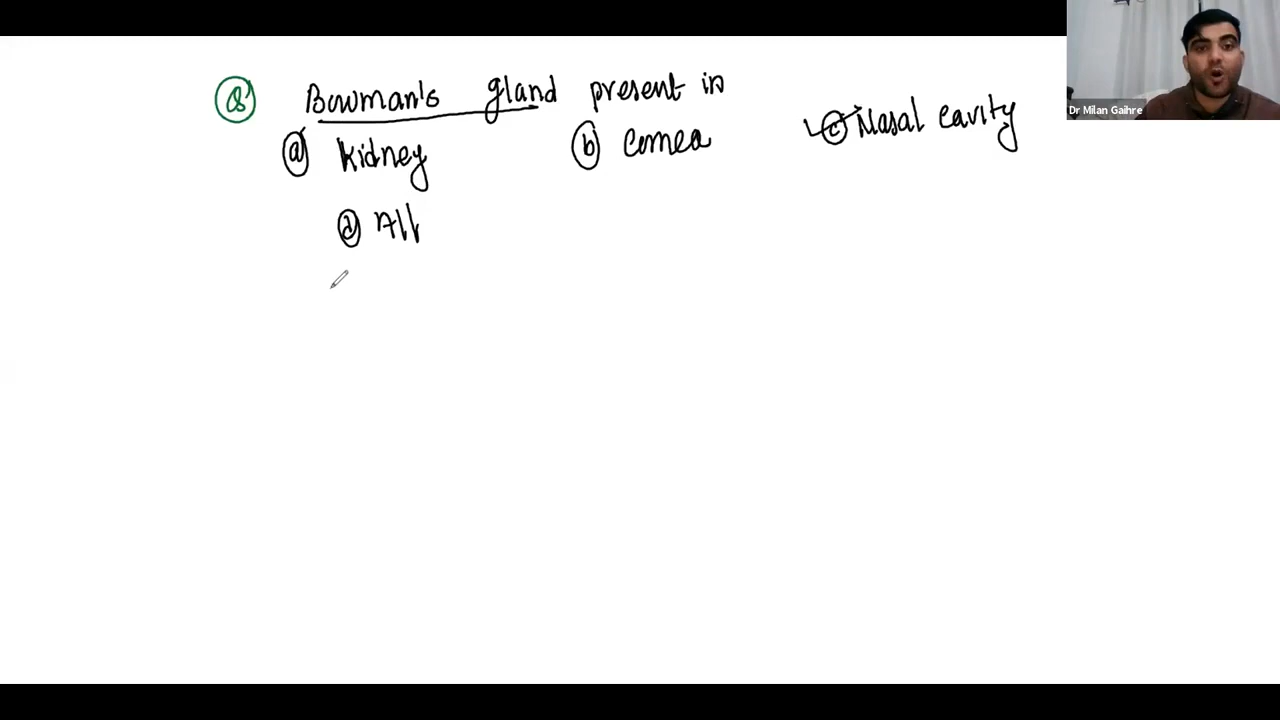 Q Bowman's gland present in
a Kidney b Cornea c Nasal cavity
d All
Dr Milan Gaihre